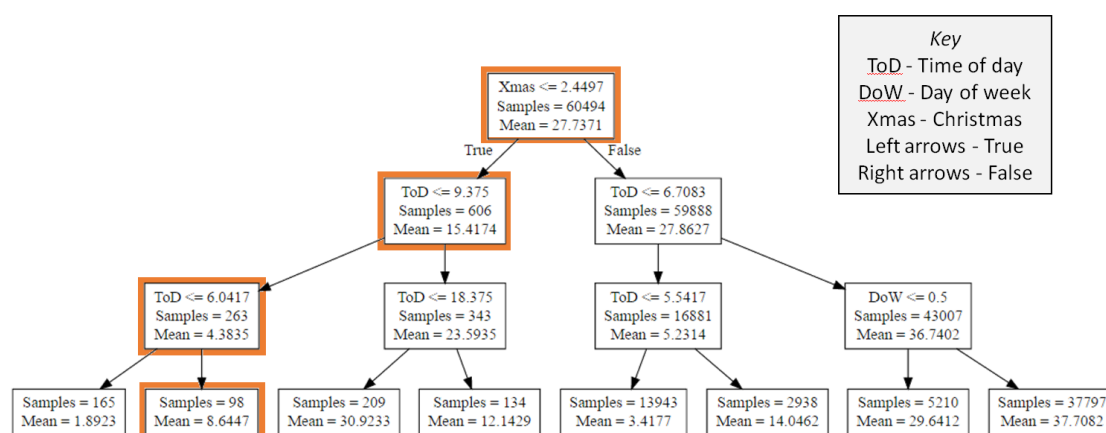 Key
ToD - Time of day
DoW - Day of week
Xmas - Christmas
Left arrows - True
Right arrows - False
Xmas <= 2.4497
Samples = 60494
Mean = 27.7371
True
False
ToD <= 9.375
Samples = 606
Mean = 15.4174
ToD <= 6.7083
Samples = 59888
Mean = 27.8627
ToD <= 6.0417
Samples = 263
Mean = 4.3835
ToD <= 18.375
Samples = 343
Mean = 23.5935
ToD <= 5.5417
Samples = 16881
Mean = 5.2314
DoW <= 0.5
Samples = 43007
Mean = 36.7402
Samples = 165
Mean = 1.8923
Samples = 98
Mean = 8.6447
Samples = 209
Mean = 30.9233
Samples = 134
Mean = 12.1429
Samples = 13943
Mean = 3.4177
Samples = 2938
Mean = 14.0462
Samples = 5210
Mean = 29.6412
Samples = 37797
Mean = 37.7082